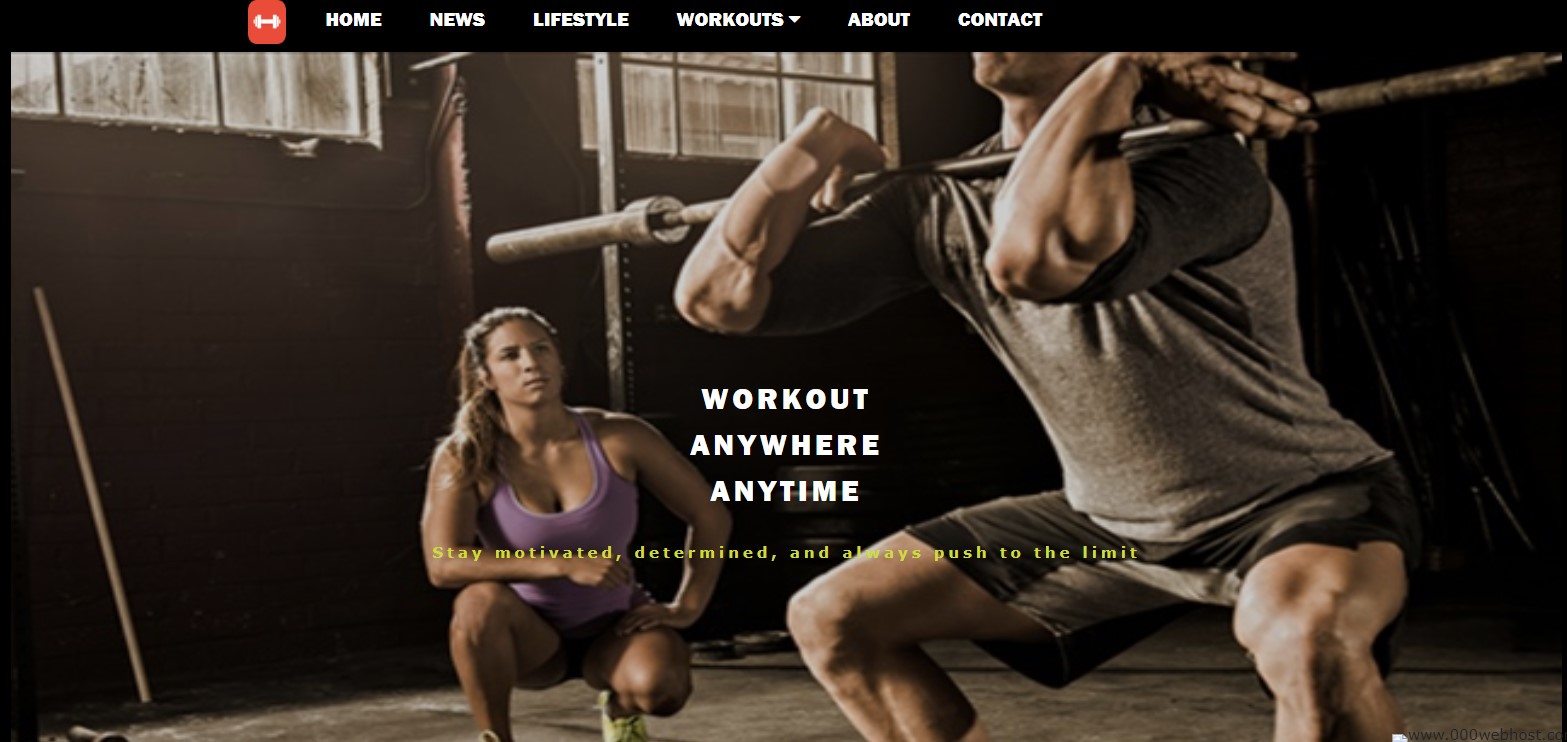 HOME NEWS LIFESTYLE WORKOUTS ABOUT CONTACT
WORKOUT
ANYWHERE
ANYTIME
Stay motivated, determined, and always push to the limit
www.000webhost.co